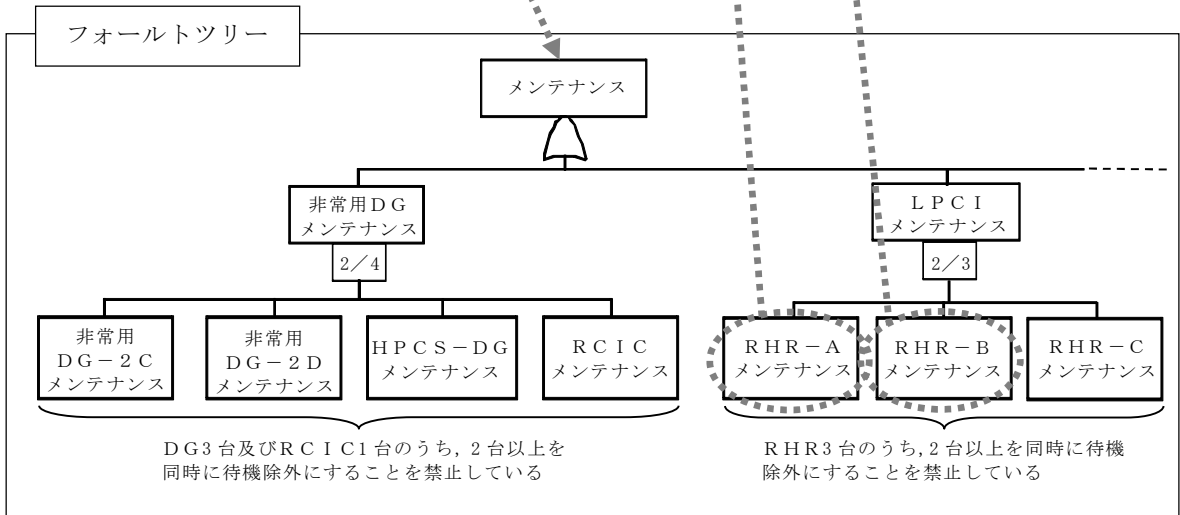 フォールトツリー
メンテナンス
非常用DG
メンテナンス
2/4
LPCI
メンテナンス
2/3
非常用
DG-2C
メンテナンス
非常用
DG-2D
メンテナンス
HPCS-DG
メンテナンス
RCIC
メンテナンス
RHR-A
メンテナンス
RHR-B
メンテナンス
RHR-C
メンテナンス
DG3台及びRCIC1台のうち,2台以上を
同時に待機除外にすることを禁止している
RHR3台のうち,2台以上を同時に待機
除外にすることを禁止している